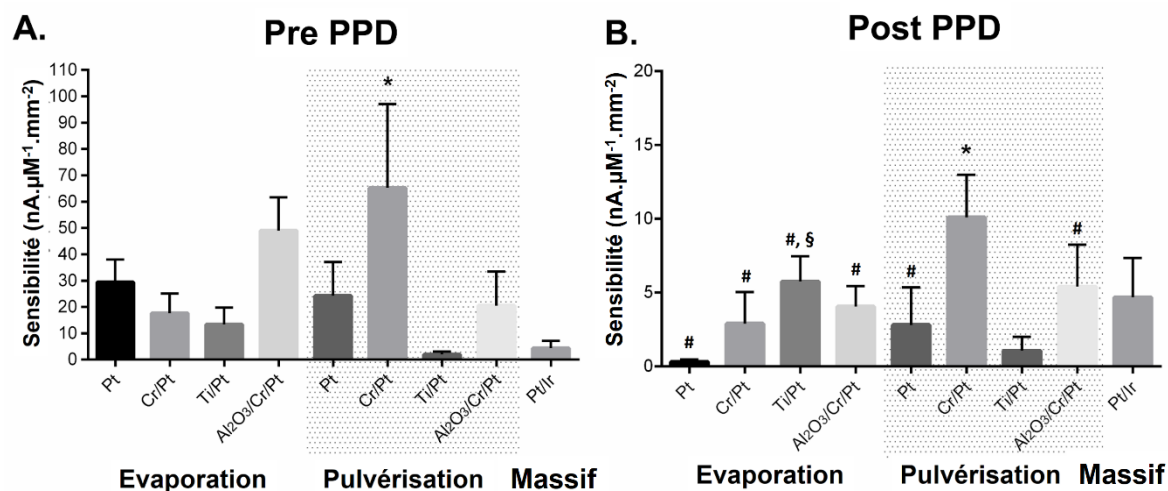 A. Pre PPD
Sensibilité (nA.µM⁻¹.mm⁻²)
110
100
90
80
70
60
50
40
30
20
10
0
*
Pt
Cr/Pt
Ti/Pt
Al₂O₃/Cr/Pt
Pt
Cr/Pt
Ti/Pt
Al₂O₃/Cr/Pt
Pt/Ir
Evaporation Pulvérisation Massif
B. Post PPD
Sensibilité (nA.µM⁻¹.mm⁻²)
20
15
10
5
0
#
#
#, §
#
#
*
#
Pt
Cr/Pt
Ti/Pt
Al₂O₃/Cr/Pt
Pt
Cr/Pt
Ti/Pt
Al₂O₃/Cr/Pt
Pt/Ir
Evaporation Pulvérisation Massif